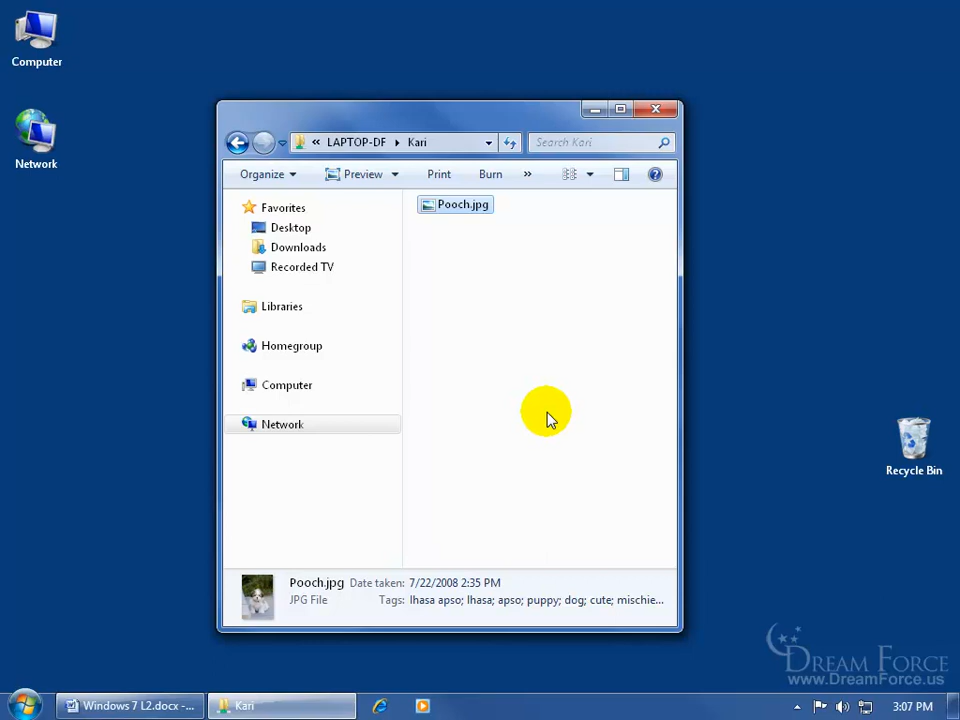 Computer
Network
LAPTOP-DF
Kari
Search Kari
Organize
Preview
Print
Burn
»
Favorites
Desktop
Downloads
Recorded TV
Libraries
Homegroup
Computer
Network
Pooch.jpg
Recycle Bin
Pooch.jpg Date taken: 7/22/2008 2:35 PM
JPG File Tags: lhasa apso; lhasa; apso; puppy; dog; cute; mischie...
DREAM FORCE
www.DreamForce.us
Windows 7 L2.docx -...
Kari
3:07 PM